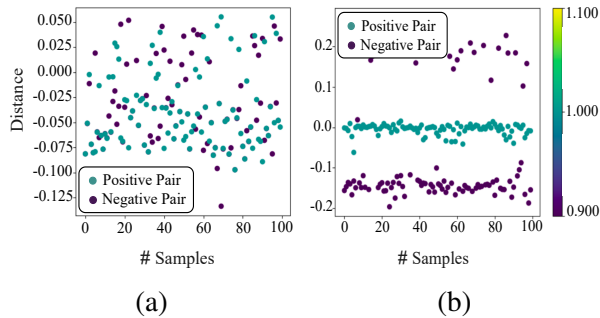 0.050
0.025
0.000
-0.025
-0.050
-0.075
-0.100
-0.125
Distance
Positive Pair
Negative Pair
0 20 40 60 80 100
# Samples
(a)
0.2
0.1
0.0
-0.1
-0.2
Positive Pair
Negative Pair
0 20 40 60 80 100
# Samples
(b)
1.100
1.000
0.900